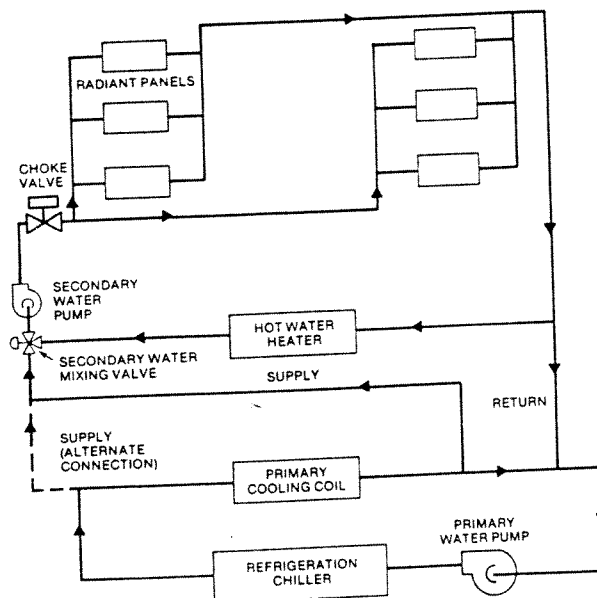 RADIANT PANELS
CHOKE
VALVE
SECONDARY
WATER
PUMP
HOT WATER
HEATER
SECONDARY WATER
MIXING VALVE
SUPPLY
RETURN
SUPPLY
(ALTERNATE
CONNECTION)
PRIMARY
COOLING COIL
PRIMARY
WATER PUMP
REFRIGERATION
CHILLER